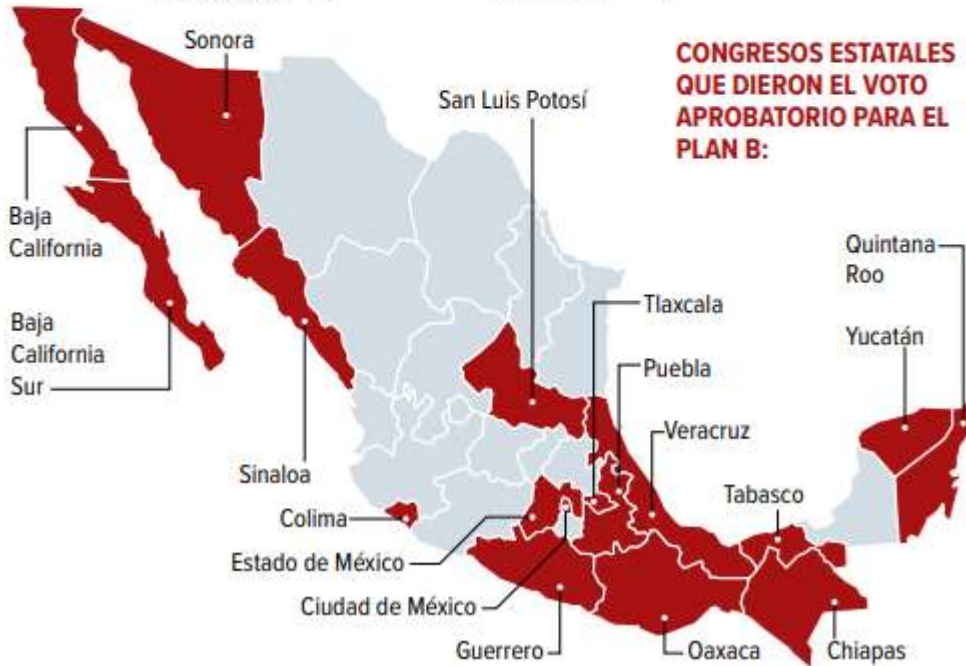 CONGRESOS ESTATALES
QUE DIERON EL VOTO
APROBATORIO PARA EL
PLAN B:
Sonora
San Luis Potosí
Baja
California
Quintana
Roo
Tlaxcala
Baja
California
Sur
Yucatán
Puebla
Veracruz
Sinaloa
Tabasco
Colima
Estado de México
Ciudad de México
Guerrero
Oaxaca
Chiapas